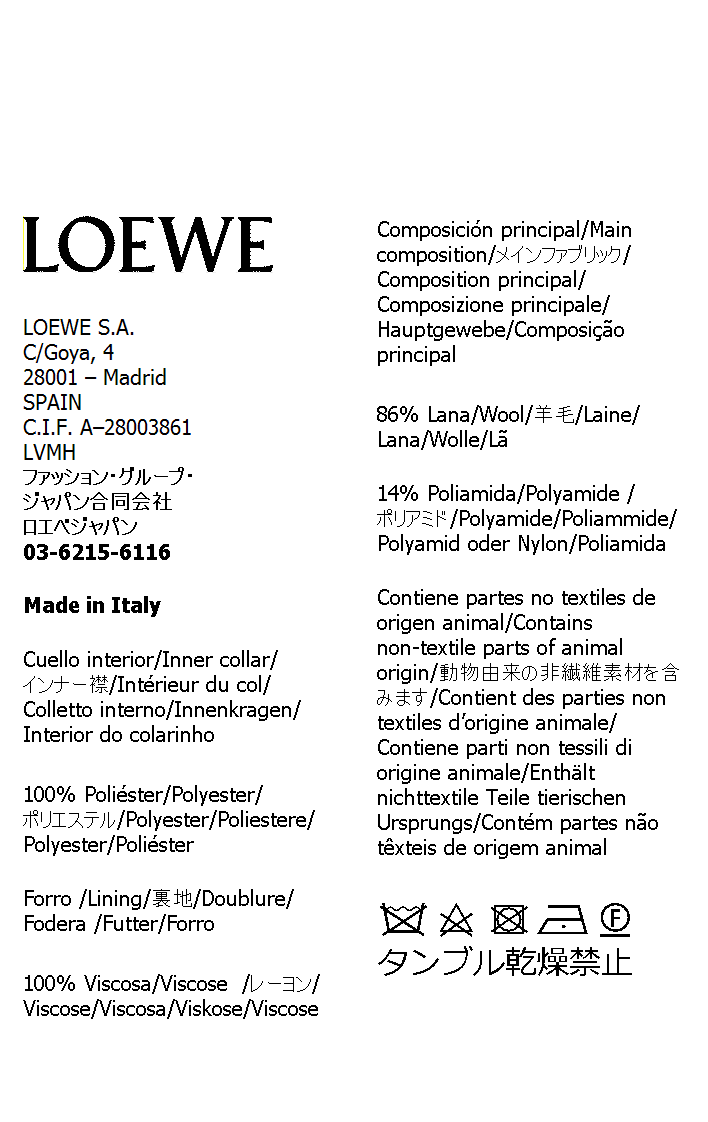 LOEWE
LOEWE S.A.
C/Goya, 4
28001 – Madrid
SPAIN
C.I.F. A–28003861
LVMH
ファッション・グループ・
ジャパン合同会社
ロエベジャパン
03-6215-6116
Made in Italy
Cuello interior/Inner collar/
インナー襟/Intérieur du col/
Colletto interno/Innenkragen/
Interior do colarinho
100% Poliéster/Polyester/
ポリエステル/Polyester/Poliestere/
Polyester/Poliéster
Forro /Lining/裏地/Doublure/
Fodera /Futter/Forro
100% Viscosa/Viscose  /レーヨン/
Viscose/Viscosa/Viskose/Viscose
Composición principal/Main
composition/メインファブリック/
Composition principal/
Composizione principale/
Hauptgewebe/Composição
principal
86% Lana/Wool/羊毛/Laine/
Lana/Wolle/Lã
14% Poliamida/Polyamide /
ポリアミド/Polyamide/Poliammide/
Polyamid oder Nylon/Poliamida
Contiene partes no textiles de
origen animal/Contains
non-textile parts of animal
origin/動物由来の非繊維素材を含
みます/Contient des parties non
textiles d’origine animale/
Contiene parti non tessili di
origine animale/Enthält
nichttextile Teile tierischen
Ursprungs/Contém partes não
têxteis de origem animal
F
タンブル乾燥禁止